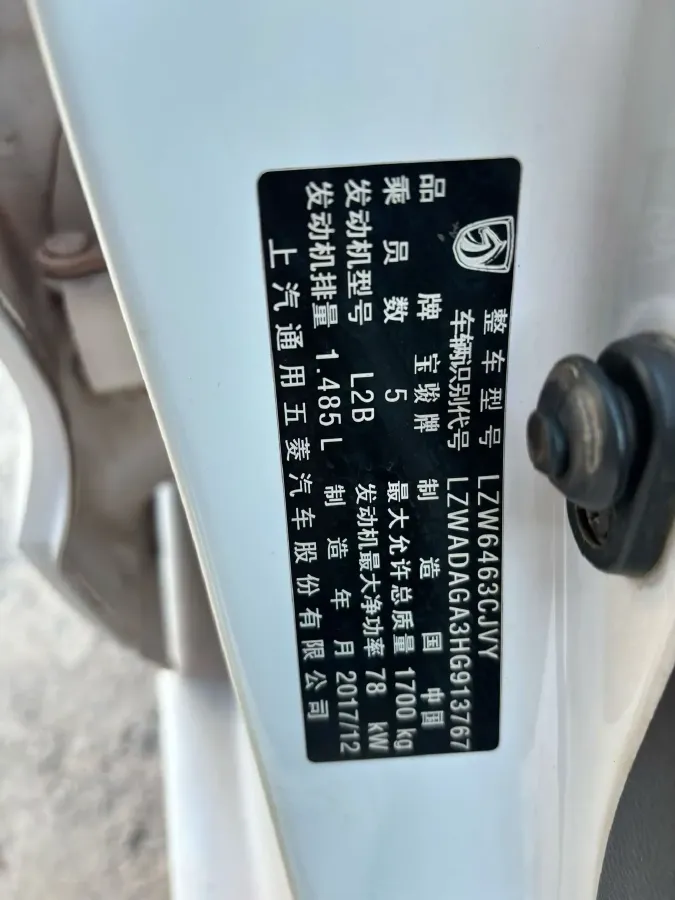 整车型号 LZW6463CJVY
车辆识别代号 LZWADAGA3HG913767
品牌 宝骏牌 制造国 中国
乘员数 5 最大允许总质量 1700 kg
发动机型号 L2B 发动机最大净功率 78 kW
发动机排量 1.485L 制造年月 2017/12
上汽通用五菱汽车股份有限公司